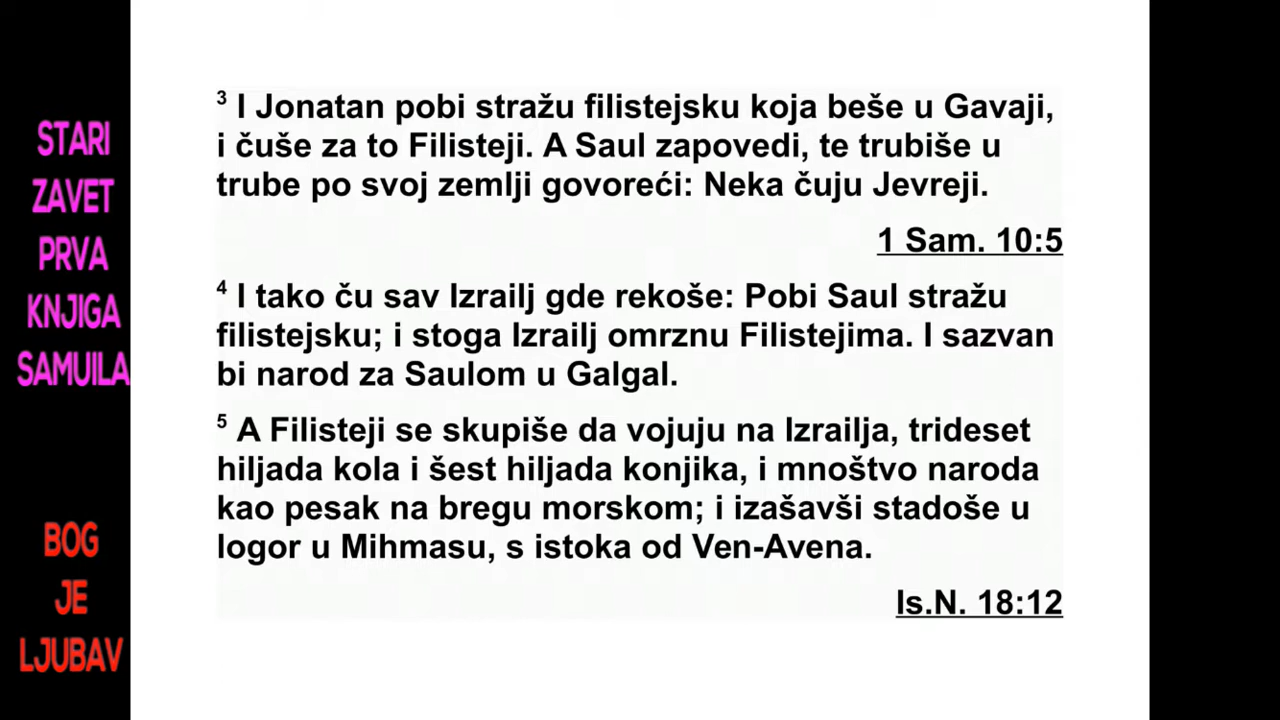 STARI
ZAVET
PRVA
KNJIGA
SAMUILA
BOG
JE
LJUBAV
3 I Jonatan pobi stražu filistejsku koja beše u Gavaji,
i čuše za to Filisteji. A Saul zapovedi, te trubiše u
trube po svoj zemlji govoreći: Neka čuju Jevreji.
1 Sam. 10:5
4 I tako ču sav Izrailj gde rekoše: Pobi Saul stražu
filistejsku; i stoga Izrailj omrznu Filistejima. I sazvan
bi narod za Saulom u Galgal.
5 A Filisteji se skupiše da vojuju na Izrailja, trideset
hiljada kola i šest hiljada konjika, i mnoštvo naroda
kao pesak na bregu morskom; i izašavši stadoše u
logor u Mihmasu, s istoka od Ven-Avena.
Is.N. 18:12